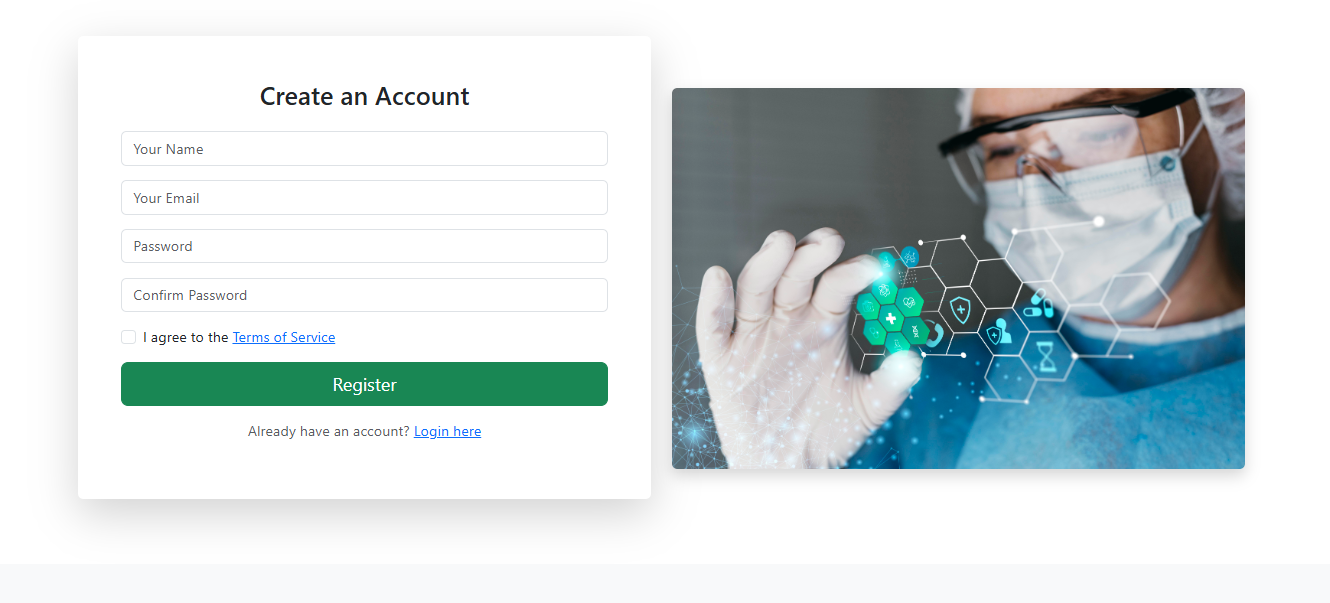 Create an Account
Your Name
Your Email
Password
Confirm Password
I agree to the Terms of Service
Register
Already have an account? Login here